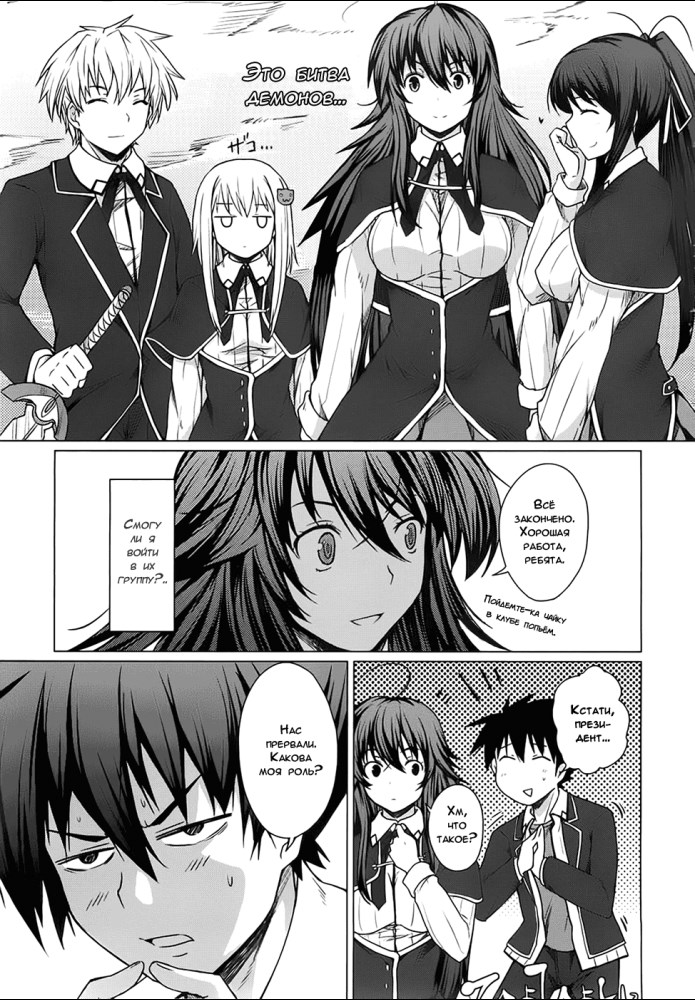 Это битва
демонов...
ザコ...
Смогу
ли я
войти
в их
группу?..
Всё
закончено.
Хорошая
работа,
ребята.
Пойдемте-ка чайку
в клубе попьём.
Кстати,
прези-
дент...
Хм,
что
такое?
Нас
прервали.
Какова
моя роль?